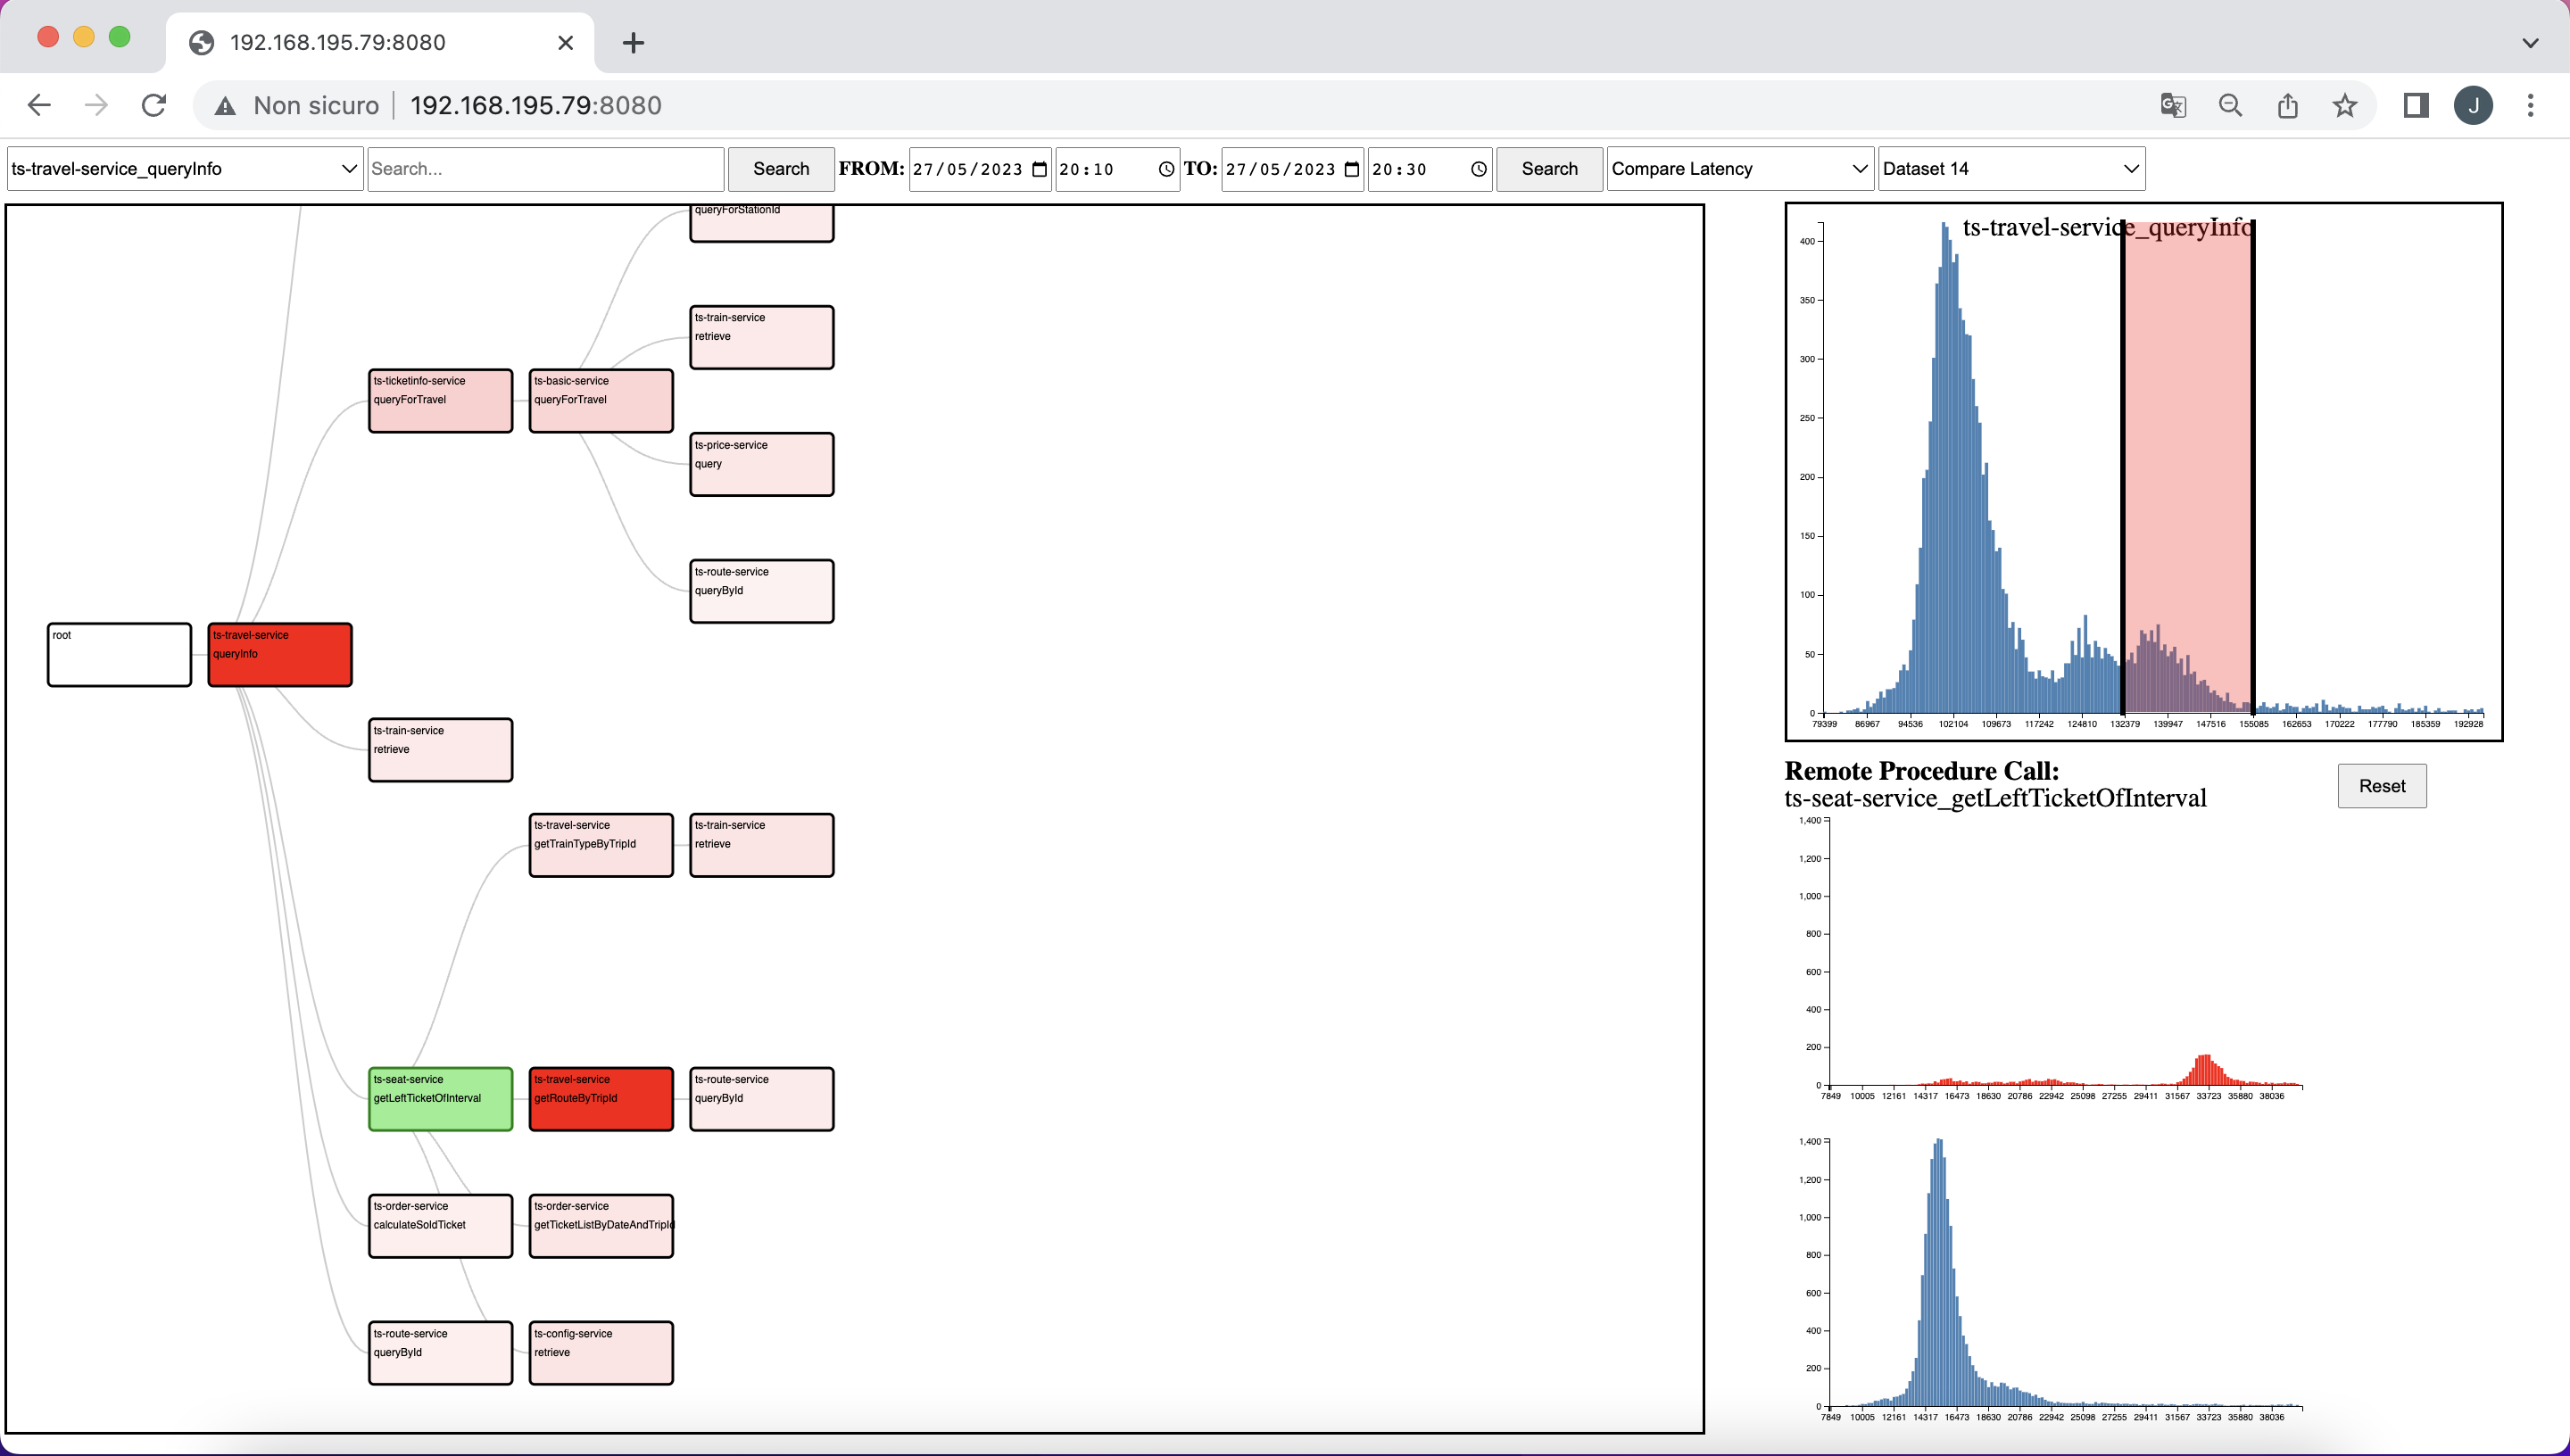 192.168.195.79:8080
Non sicuro 192.168.195.79:8080
J
ts-travel-service_queryInfo Search... Search FROM: 27/05/2023 20:10 TO: 27/05/2023 20:30 Search Compare Latency Dataset 14
queryForStationId
ts-train-service
retrieve
ts-ticketinfo-service
queryForTravel
ts-basic-service
queryForTravel
ts-price-service
query
ts-route-service
queryById
root
ts-travel-service
queryInfo
ts-train-service
retrieve
ts-travel-service
getTrainTypeByTripId
ts-train-service
retrieve
ts-seat-service
getLeftTicketOfInterval
ts-travel-service
getRouteByTripId
ts-route-service
queryById
ts-order-service
calculateSoldTicket
ts-order-service
getTicketListByDateAndTripId
ts-route-service
queryById
ts-config-service
retrieve
ts-travel-service_queryInfo
400
350
300
250
200
150
100
50
0
79399 86967 94536 102104 109673 117242 124810 132379 139947 147516 155085 162653 170222 177790 185359 192928
Remote Procedure Call:
ts-seat-service_getLeftTicketOfInterval
Reset
1,400
1,200
1,000
800
600
400
200
0
7849 10005 12161 14317 16473 18630 20786 22942 25098 27255 29411 31567 33723 35880 38036
1,400
1,200
1,000
800
600
400
200
0
7849 10005 12161 14317 16473 18630 20786 22942 25098 27255 29411 31567 33723 35880 38036